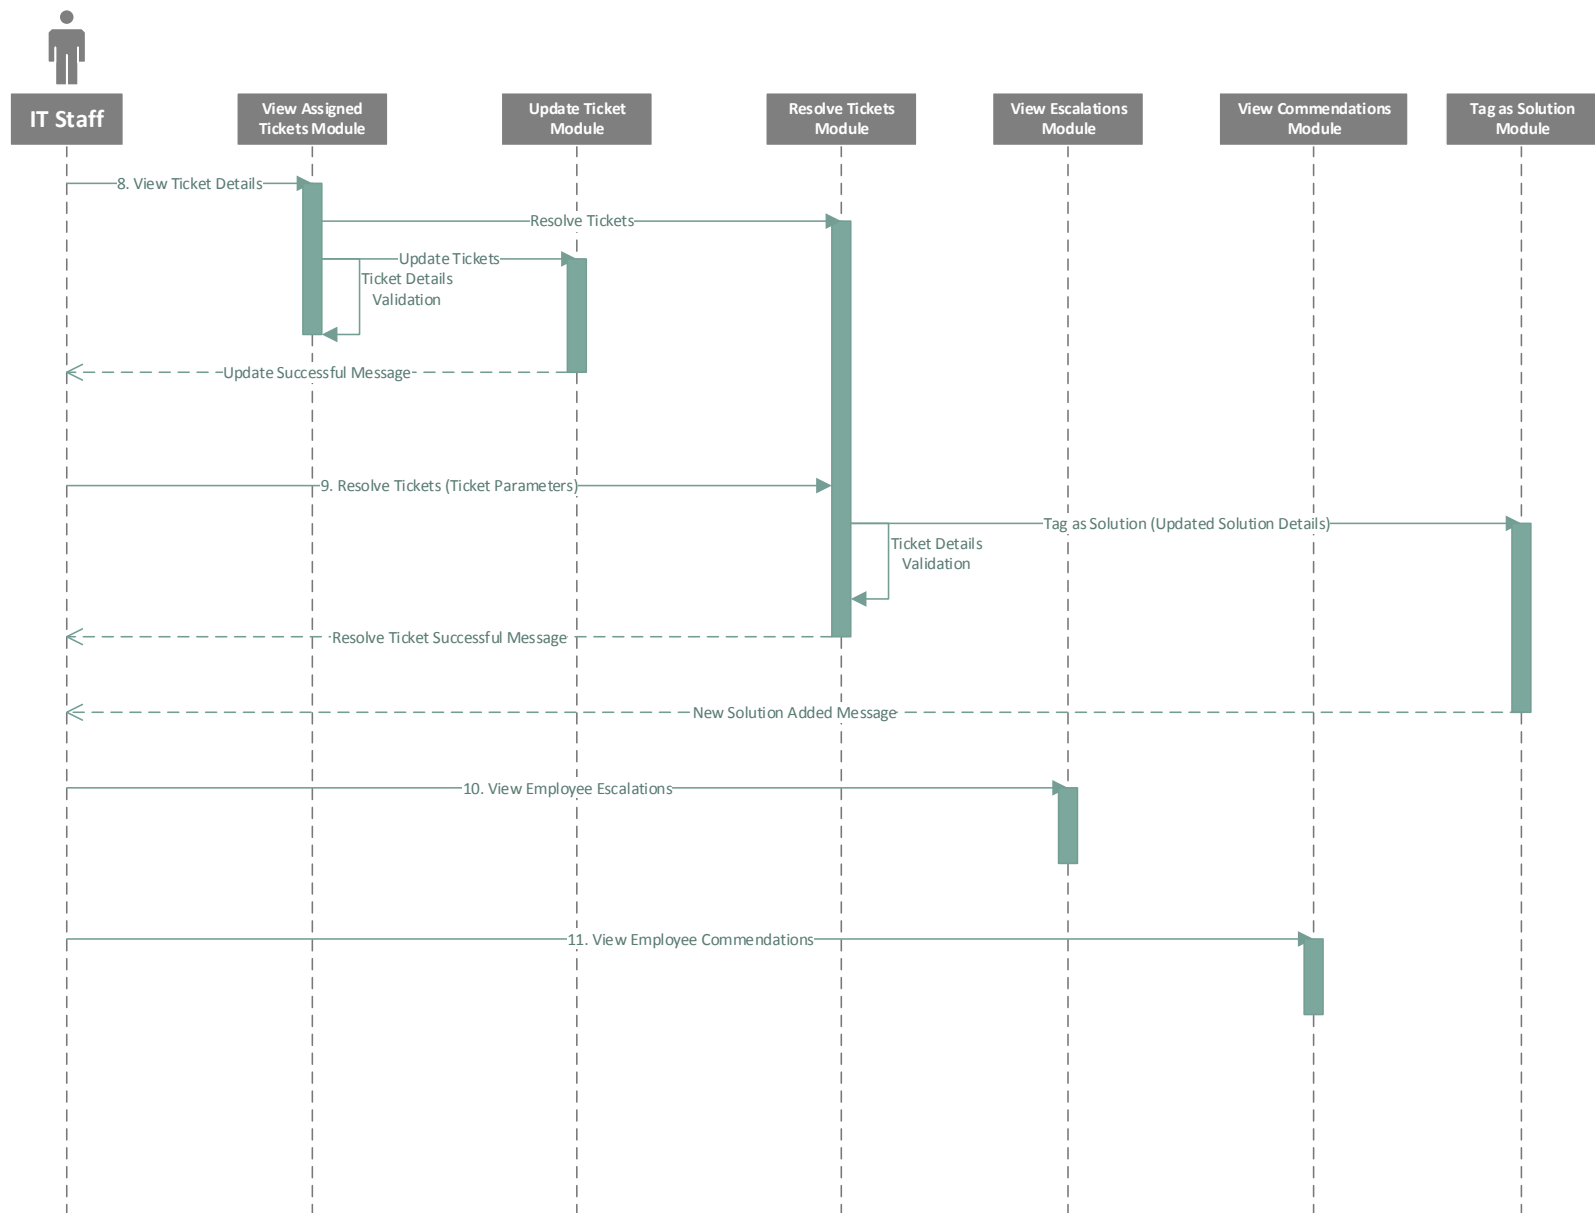 IT Staff
View Assigned
Tickets Module
Update Ticket
Module
Resolve Tickets
Module
View Escalations
Module
View Commendations
Module
Tag as Solution
Module
8. View Ticket Details
Resolve Tickets
Update Tickets
Ticket Details
Validation
Update Successful Message
9. Resolve Tickets (Ticket Parameters)
Tag as Solution (Updated Solution Details)
Ticket Details
Validation
Resolve Ticket Successful Message
New Solution Added Message
10. View Employee Escalations
11. View Employee Commendations